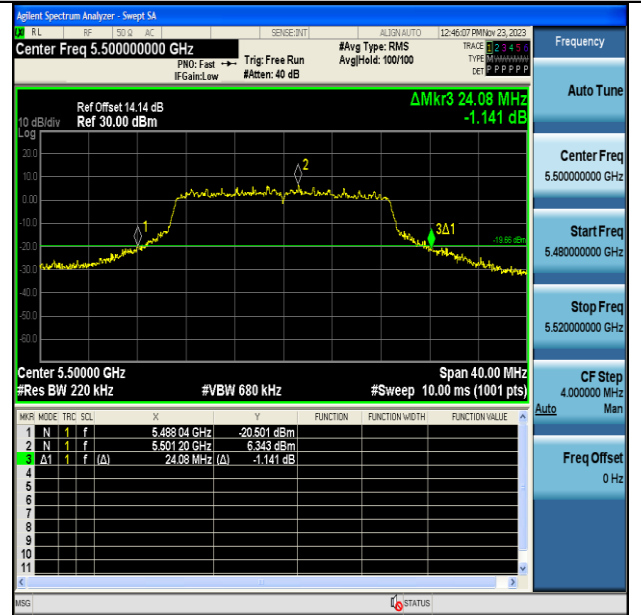 Agilent Spectrum Analyzer - Swept SA
RL RF 50 Ω AC SENSE:INT ALIGN AUTO 12:46:07 PM Nov 23, 2023
Center Freq 5.500000000 GHz
PNO: Fast
IFGain:Low
Trig: Free Run
#Atten: 40 dB
#Avg Type: RMS
Avg|Hold: 100/100
TRACE 1 2 3 4 5 6
TYPE M
DET P P P P P P
Frequency
Auto Tune
Center Freq
5.500000000 GHz
Start Freq
5.480000000 GHz
Stop Freq
5.520000000 GHz
CF Step
4.000000 MHz
Auto Man
Freq Offset
0 Hz
ΔMkr3 24.08 MHz
-1.141 dB
Ref Offset 14.14 dB
10 dB/div Ref 30.00 dBm
Log
20.0
10.0
0.00
-10.0
-20.0
-30.0
-40.0
-50.0
-60.0
1
2
3Δ1
-19.66 dBm
Center 5.50000 GHz Span 40.00 MHz
#Res BW 220 kHz #VBW 680 kHz #Sweep 10.00 ms (1001 pts)
MKR MODE TRC SCL X Y FUNCTION FUNCTION WIDTH FUNCTION VALUE
1 N 1 f 5.488 04 GHz -20.501 dBm
2 N 1 f 5.501 20 GHz 6.343 dBm
3 Δ1 1 f (Δ) 24.08 MHz (Δ) -1.141 dB
4
5
6
7
8
9
10
11
MSG STATUS